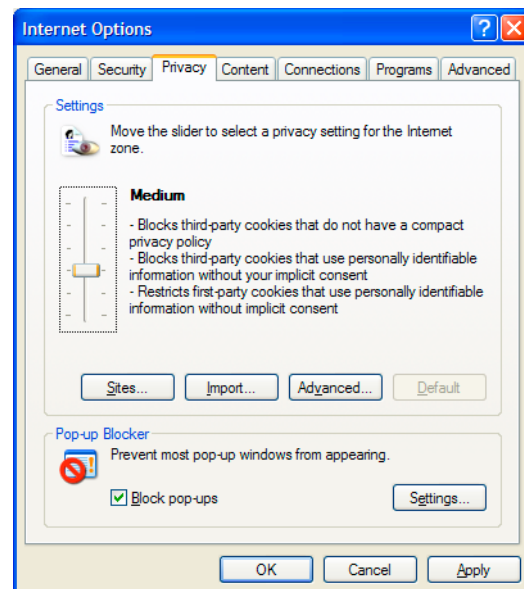 Internet Options
General Security Privacy Content Connections Programs Advanced
Settings
Move the slider to select a privacy setting for the Internet
zone.
Medium
- Blocks third-party cookies that do not have a compact
privacy policy
- Blocks third-party cookies that use personally identifiable
information without your implicit consent
- Restricts first-party cookies that use personally identifiable
information without implicit consent
Sites... Import... Advanced... Default
Pop-up Blocker
Prevent most pop-up windows from appearing.
Block pop-ups Settings...
OK Cancel Apply